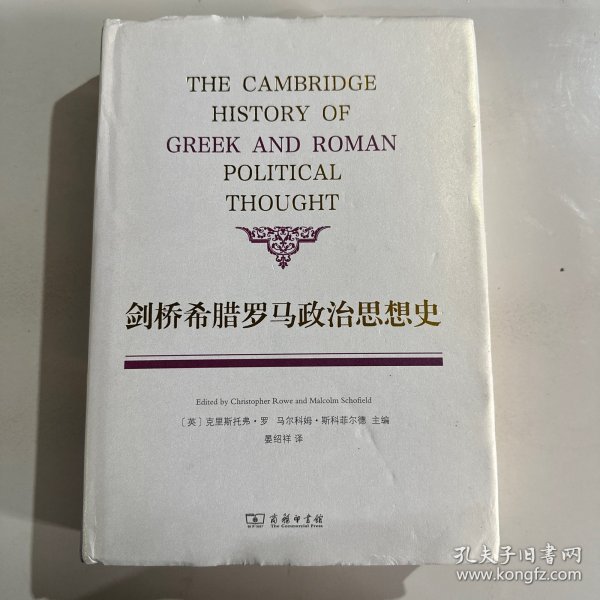 THE CAMBRIDGE
HISTORY OF
GREEK AND ROMAN
POLITICAL
THOUGHT
剑桥希腊罗马政治思想史
Edited by Christopher Rowe and Malcolm Schofield
〔英〕克里斯托弗·罗 马尔科姆·斯科菲尔德 主编
晏绍祥 译
商務印書館
The Commercial Press
孔夫子旧书网
www.kongfz.com